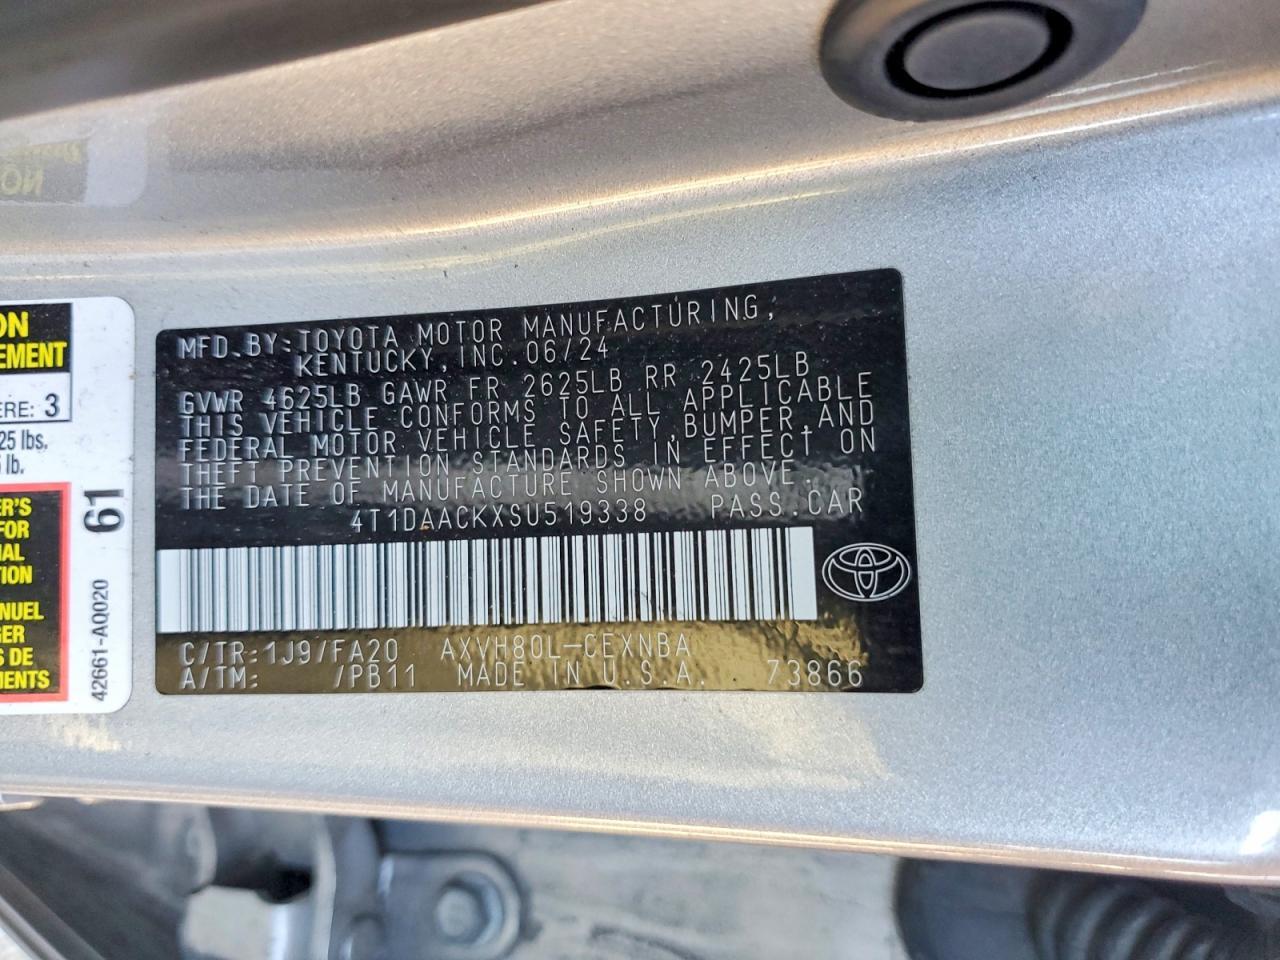 MFD.BY:TOYOTA MOTOR MANUFACTURING,
KENTUCKY, INC.06/24
GVWR 4625LB GAWR FR 2625LB RR 2425LB
THIS VEHICLE CONFORMS TO ALL APPLICABLE
FEDERAL MOTOR VEHICLE SAFETY,BUMPER,AND
THEFT PREVENTION STANDARDS IN EFFECT ON
THE DATE OF MANUFACTURE SHOWN ABOVE.
4T1DAACKXSU519338 PASS.CAR
C/TR:1J9/FA20 AXVH80L-CEXNBA
A/TM: /PB11 MADE IN U.S.A. 73866
ON
EMENT
ERE: 3
25 lbs.
lb.
ER'S
FOR
AL
TION
NUEL
GER
S DE
MENTS
61
42661-AQ020